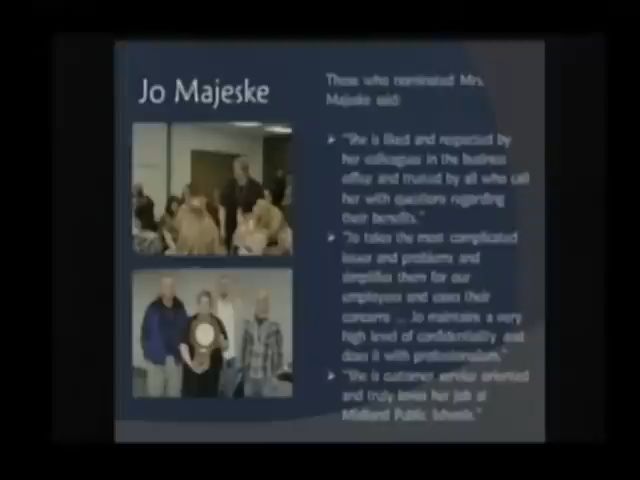 Jo Majeske
Those who nominated Mrs.
Majeske said:
"She is liked and respected by
her colleagues in the business
office and trusted by all who call
her with questions regarding
their benefits."
"Jo takes the most complicated
issues and problems and
simplifies them for our
employees and eases their
concerns ... Jo maintains a very
high level of confidentiality and
does it with professionalism."
"She is customer service oriented
and truly loves her job at
Midland Public Schools."